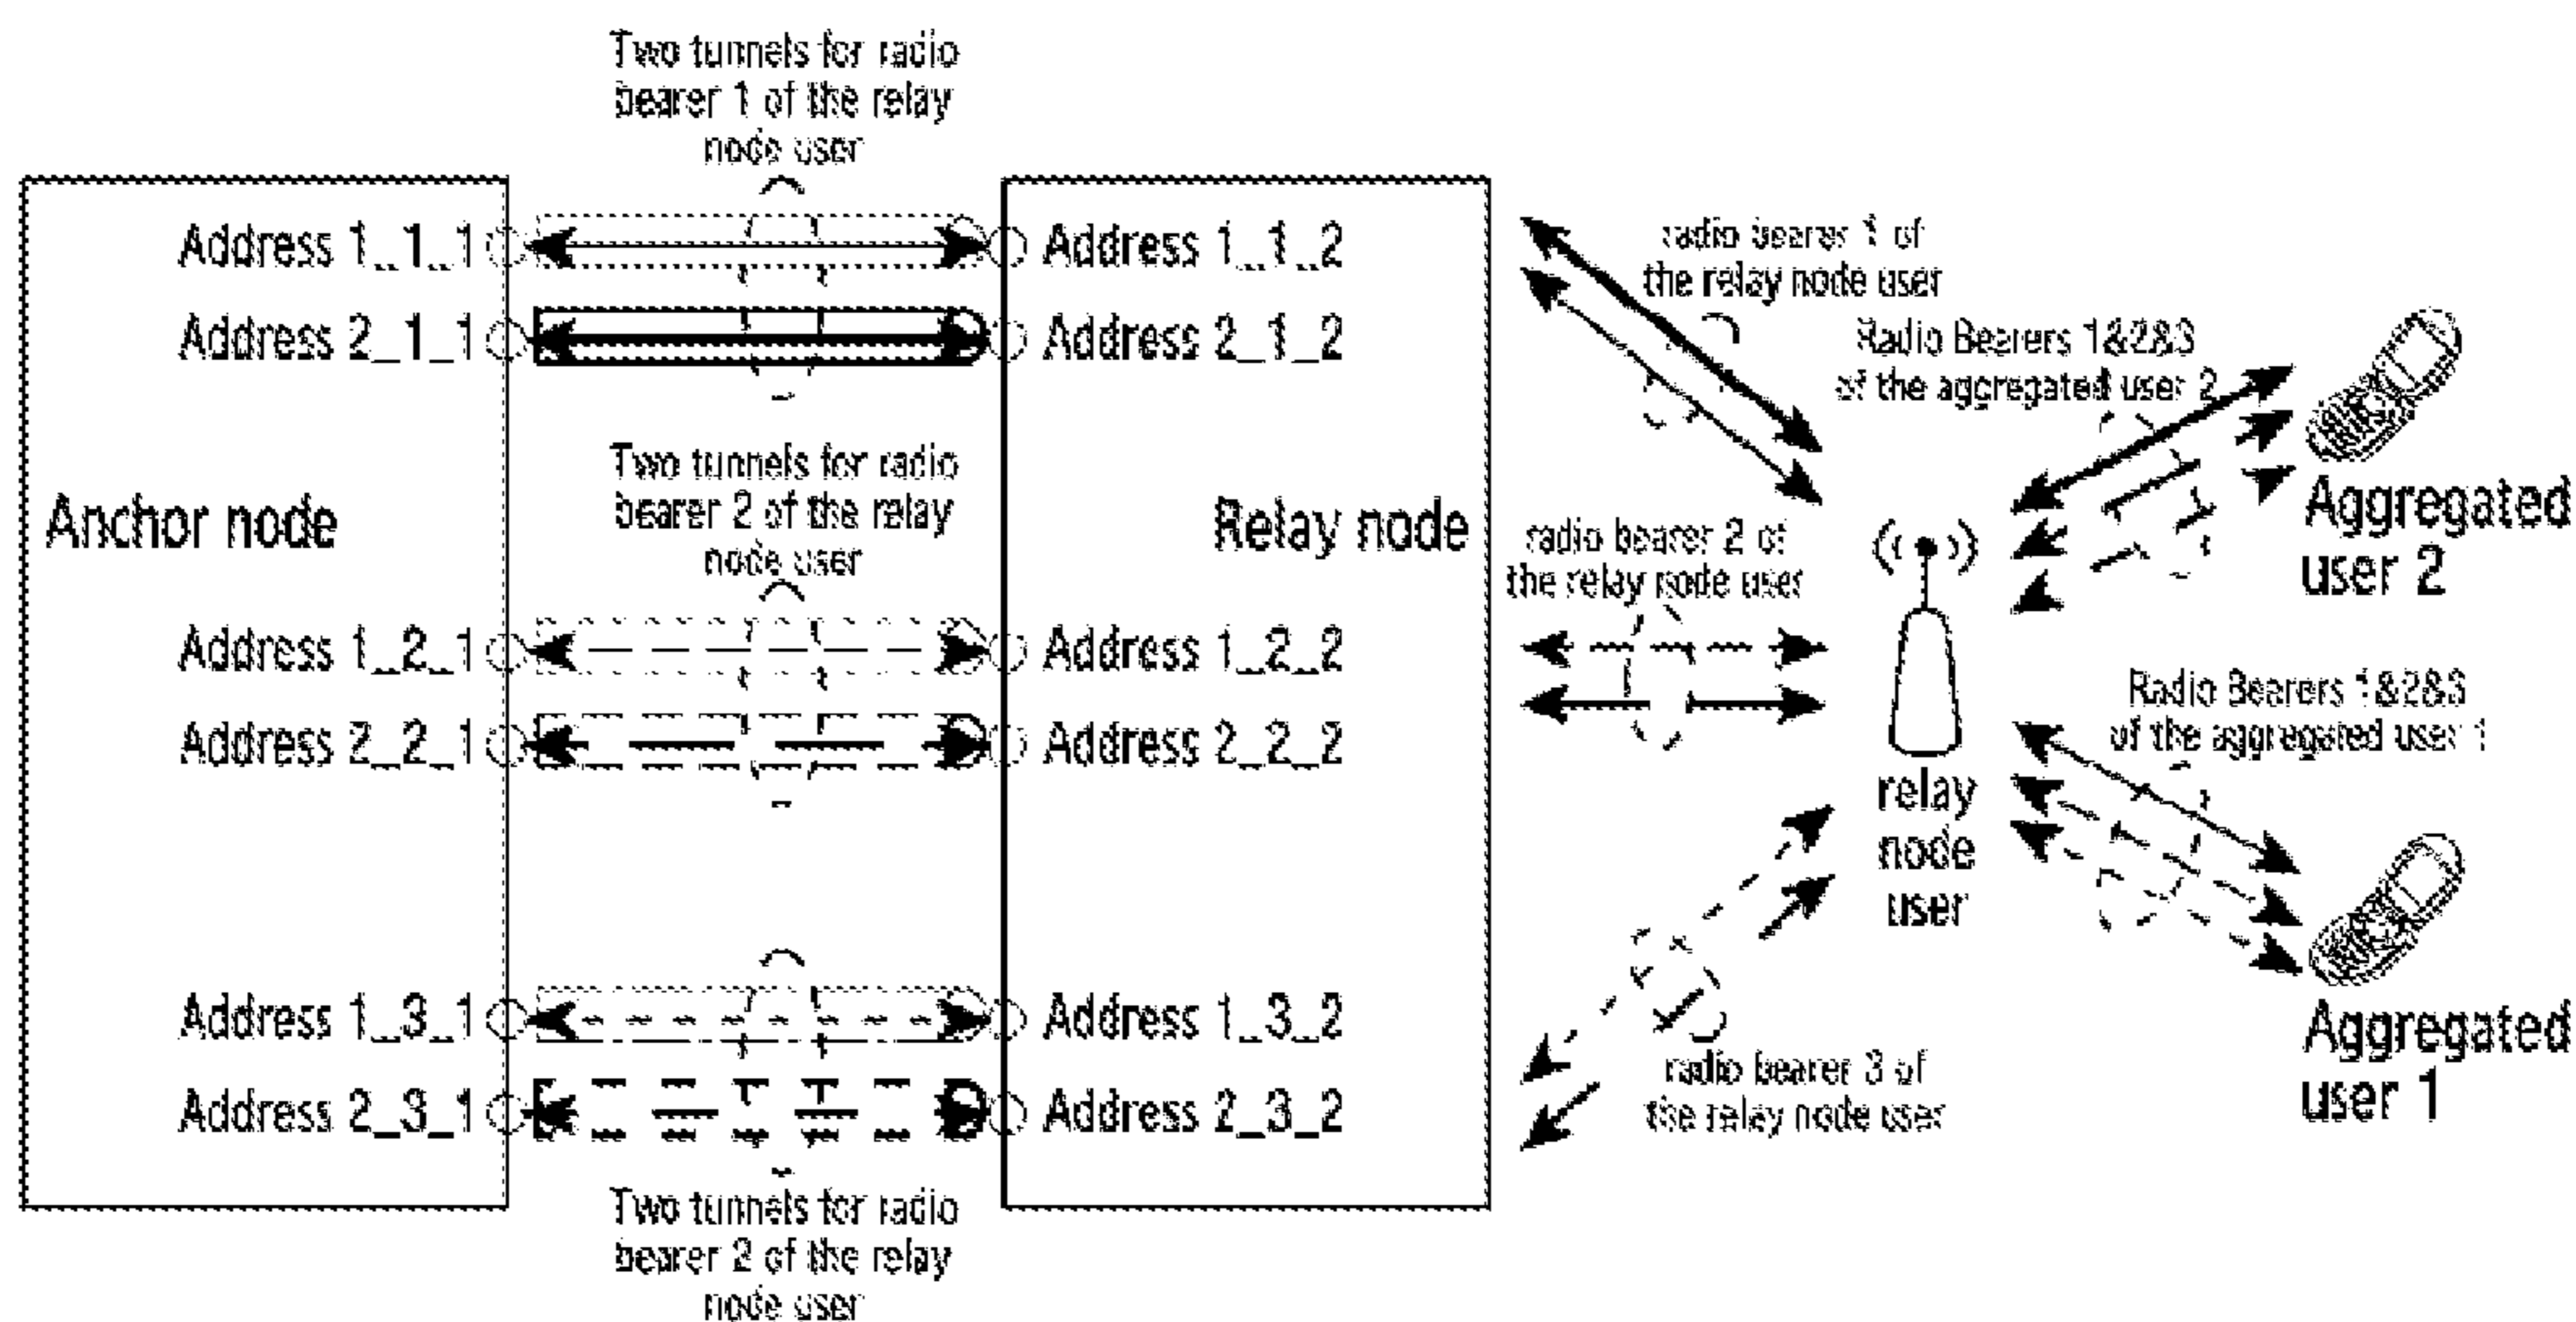 Two tunnels for radio
bearer 1 of the relay
node user
Address 1_1_1
Address 1_1_2
Address 2_1_1
Address 2_1_2
radio bearer 1 of
the relay node user
Radio Bearers 1&2&3
of the aggregated user 2
Two tunnels for radio
bearer 2 of the relay
node user
Anchor node
Relay node
Aggregated
user 2
radio bearer 2 of
the relay node user
Address 1_2_1
Address 1_2_2
Address 2_2_1
Address 2_2_2
relay
node
user
Radio Bearers 1&2&3
of the aggregated user 1
Address 1_3_1
Address 1_3_2
Address 2_3_1
Address 2_3_2
radio bearer 3 of
the relay node user
Aggregated
user 1
Two tunnels for radio
bearer 2 of the relay
node user